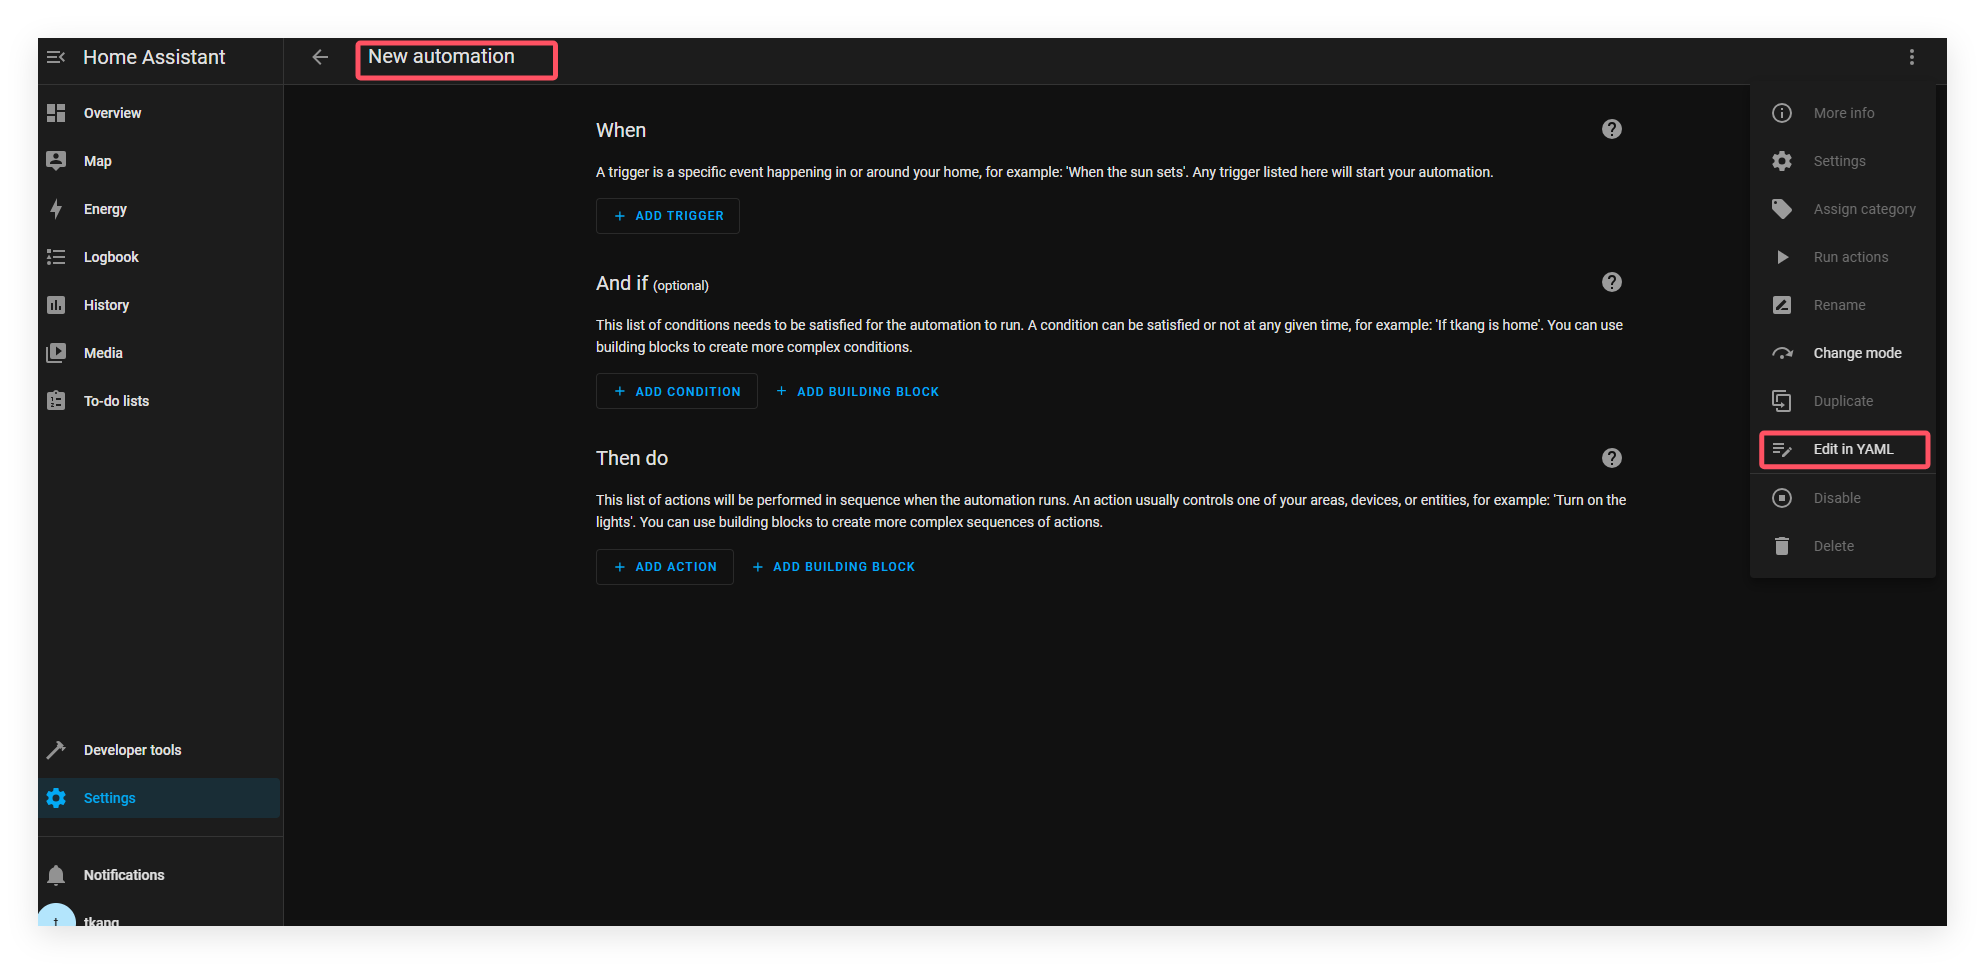 Home Assistant
Overview
Map
Energy
Logbook
History
Media
To-do lists
Developer tools
Settings
Notifications
t
tkang
New automation
When
A trigger is a specific event happening in or around your home, for example: 'When the sun sets'. Any trigger listed here will start your automation.
+ ADD TRIGGER
And if (optional)
This list of conditions needs to be satisfied for the automation to run. A condition can be satisfied or not at any given time, for example: 'If tkang is home'. You can use
building blocks to create more complex conditions.
+ ADD CONDITION + ADD BUILDING BLOCK
Then do
This list of actions will be performed in sequence when the automation runs. An action usually controls one of your areas, devices, or entities, for example: 'Turn on the
lights'. You can use building blocks to create more complex sequences of actions.
+ ADD ACTION + ADD BUILDING BLOCK
More info
Settings
Assign category
Run actions
Rename
Change mode
Duplicate
Edit in YAML
Disable
Delete